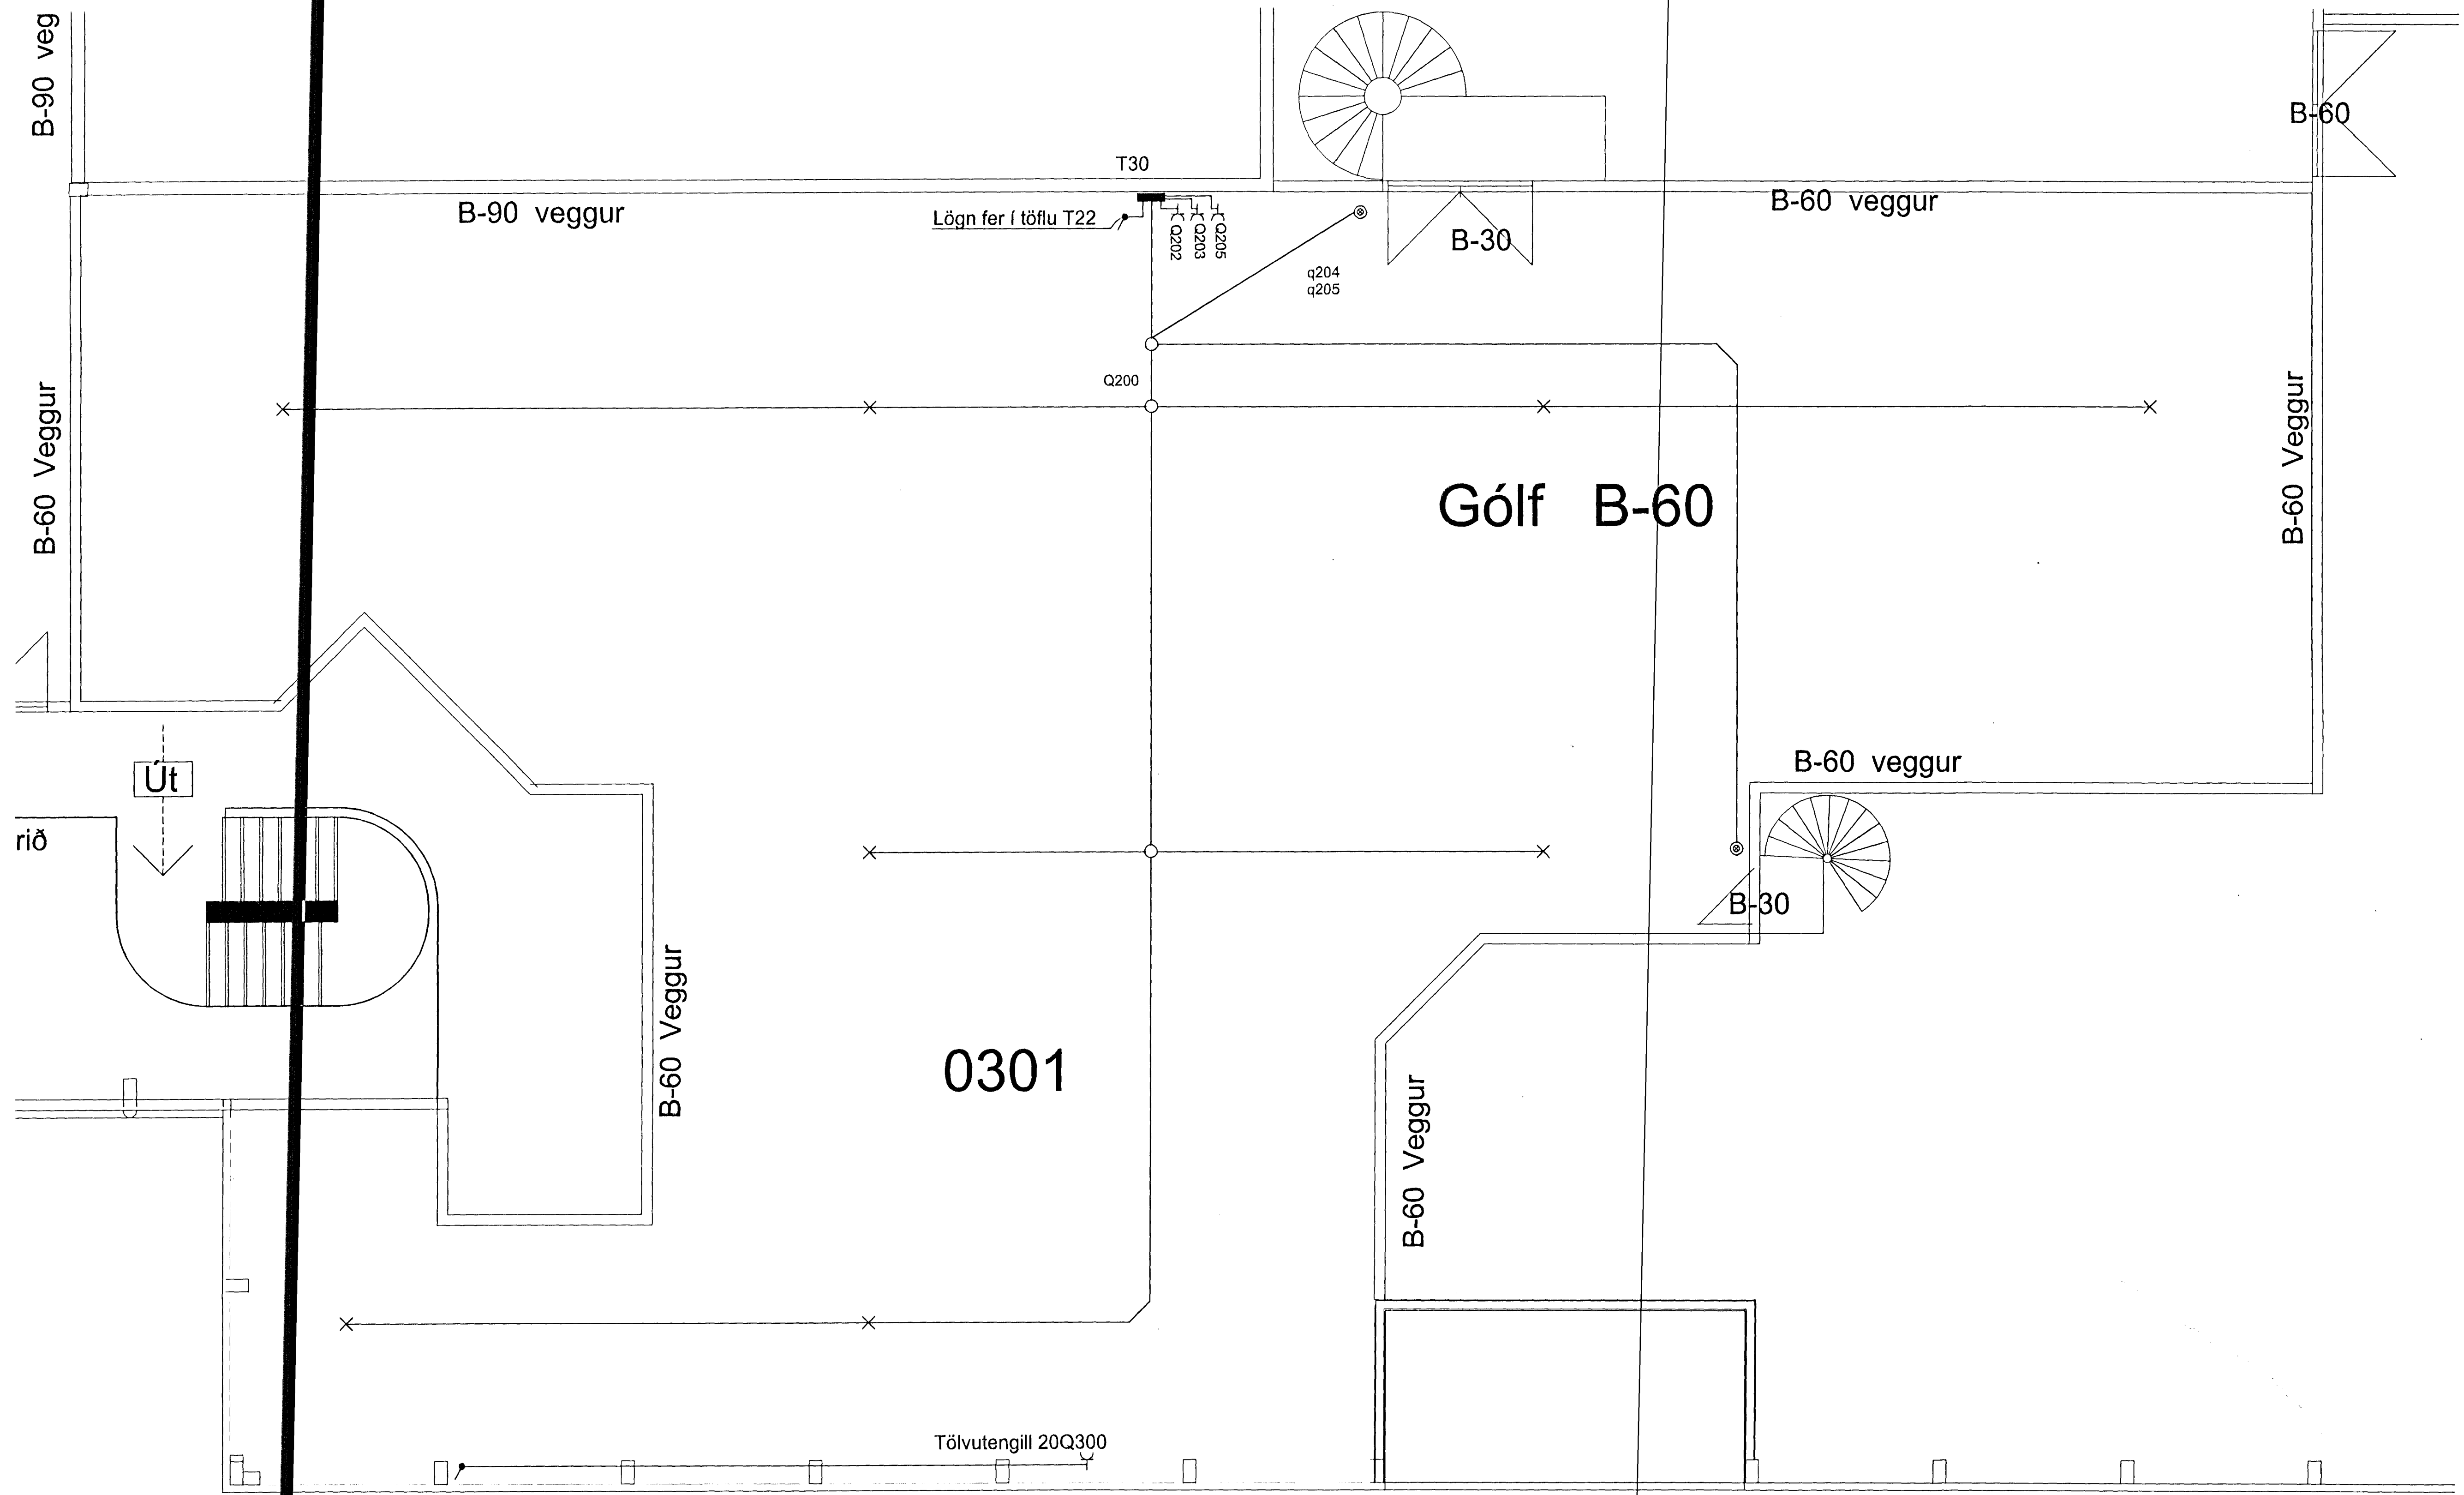 B-90 veg
B-60
T30
B-90 veggur
Lögn fer í töflu T22
Q202
Q203
Q205
B-30
B-60 veggur
q204
q205
Q200
B-60 Veggur
B-60 Veggur
Gólf B-60
Út
B-60 veggur
rið
B-30
B-60 Veggur
0301
B-60 Veggur
Tölvutengill 20Q300